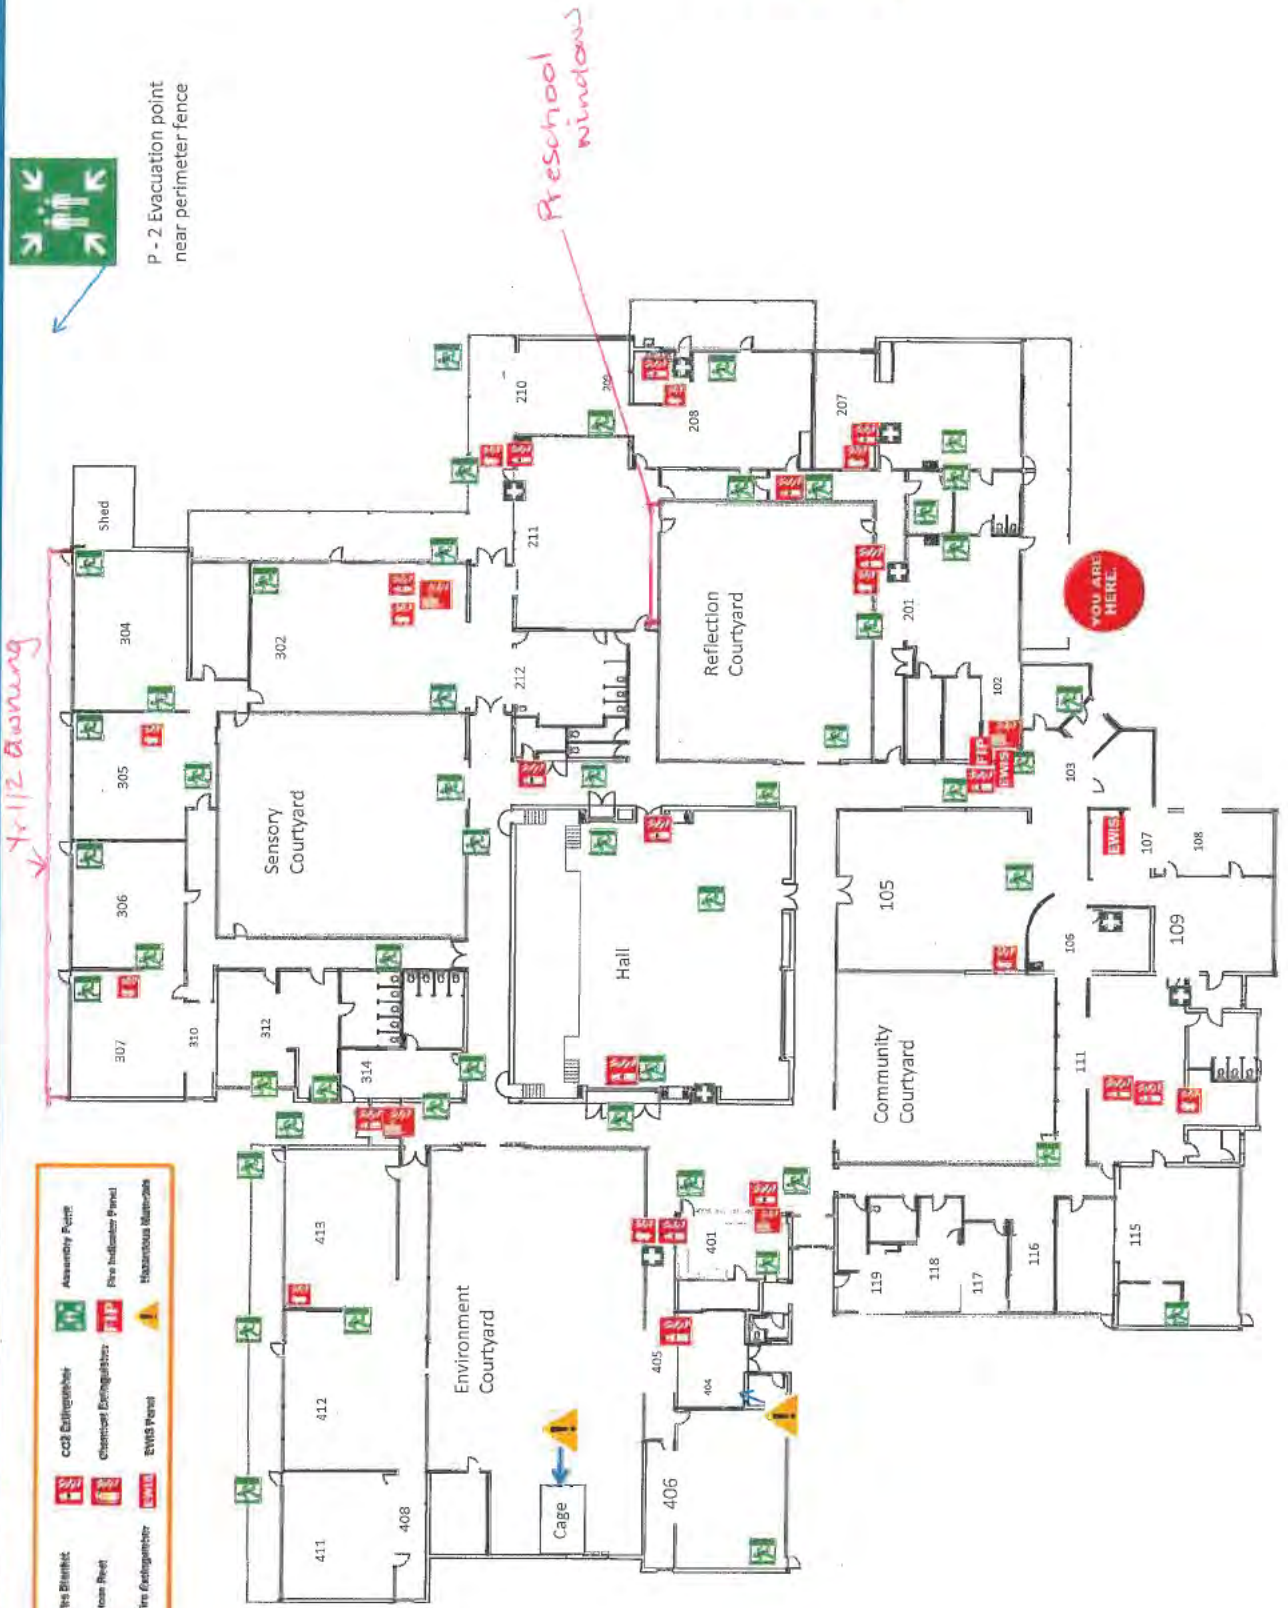 P - 2 Evacuation point
near perimeter fence
Preschool
windows
Yr 1/2 awning
Shed
304
305
306
307
310
312
314
302
Sensory
Courtyard
210
209
211
212
208
207
201
Reflection
Courtyard
102
103
YOU ARE
HERE.
FIP
EWIS
EWIS
107
108
105
106
109
Hall
111
Community
Courtyard
115
116
117
118
119
401
404
405
406
Environment
Courtyard
Cage
408
411
412
413
CO2 Extinguisher
Assembly Point
Chemical Extinguisher
FIP
Fire Indicator Panel
EWIS
EWIS Panel
Hazardous Materials